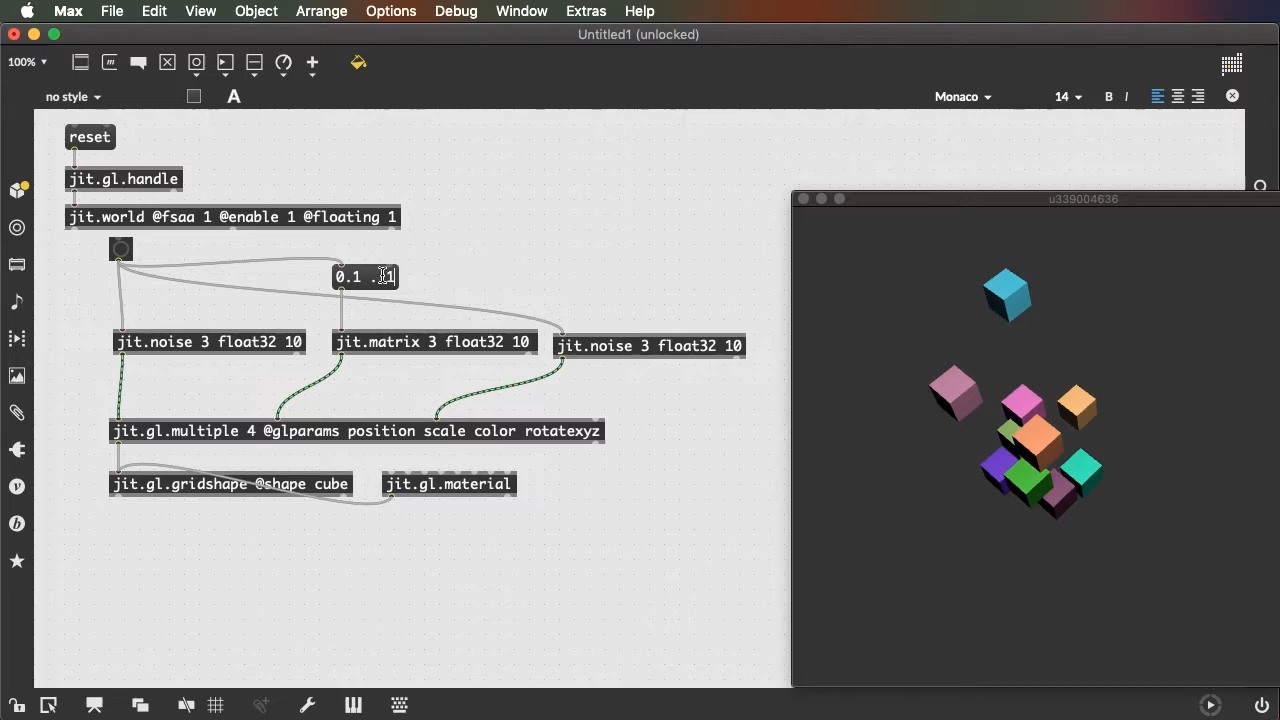 Max File Edit View Object Arrange Options Debug Window Extras Help
Untitled1 (unlocked)
100%
no style
A
Monaco
14
B I
reset
jit.gl.handle
jit.world @fsaa 1 @enable 1 @floating 1
u339004636
jit.noise 3 float32 10
jit.matrix 3 float32 10
jit.noise 3 float32 10
jit.gl.multiple 4 @glparams position scale color rotatexyz
jit.gl.gridshape @shape cube
jit.gl.material